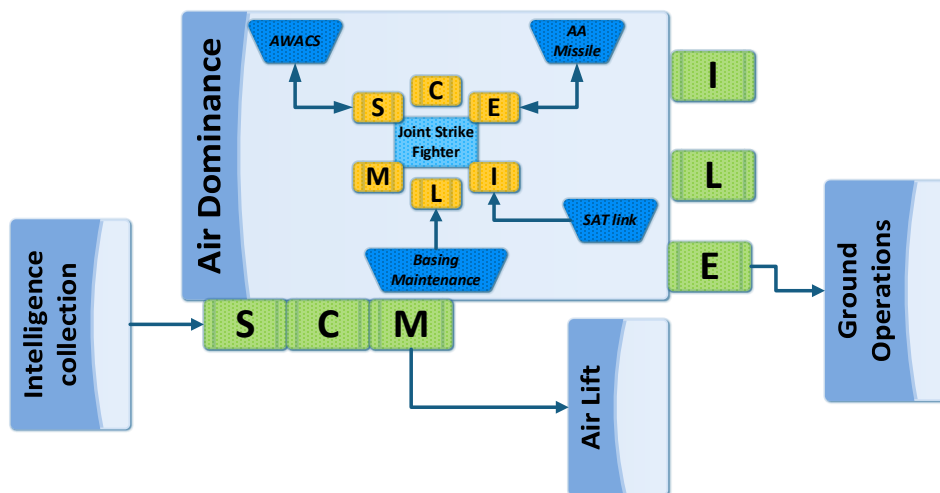 Air Dominance
AWACS
AA
Missile
S
C
E
Joint Strike
Fighter
M
L
I
SAT link
Basing
Maintenance
I
L
E
S
C
M
Intelligence
collection
Air Lift
Ground
Operations